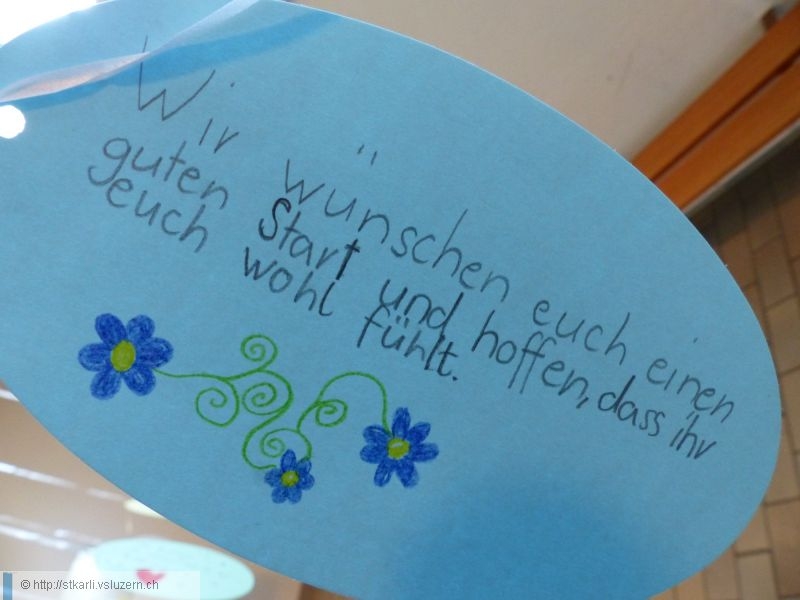 Wir wünschen euch einen
guten Start und hoffen, dass ihr
euch wohl fühlt.
© http://stkarli.vsluzern.ch